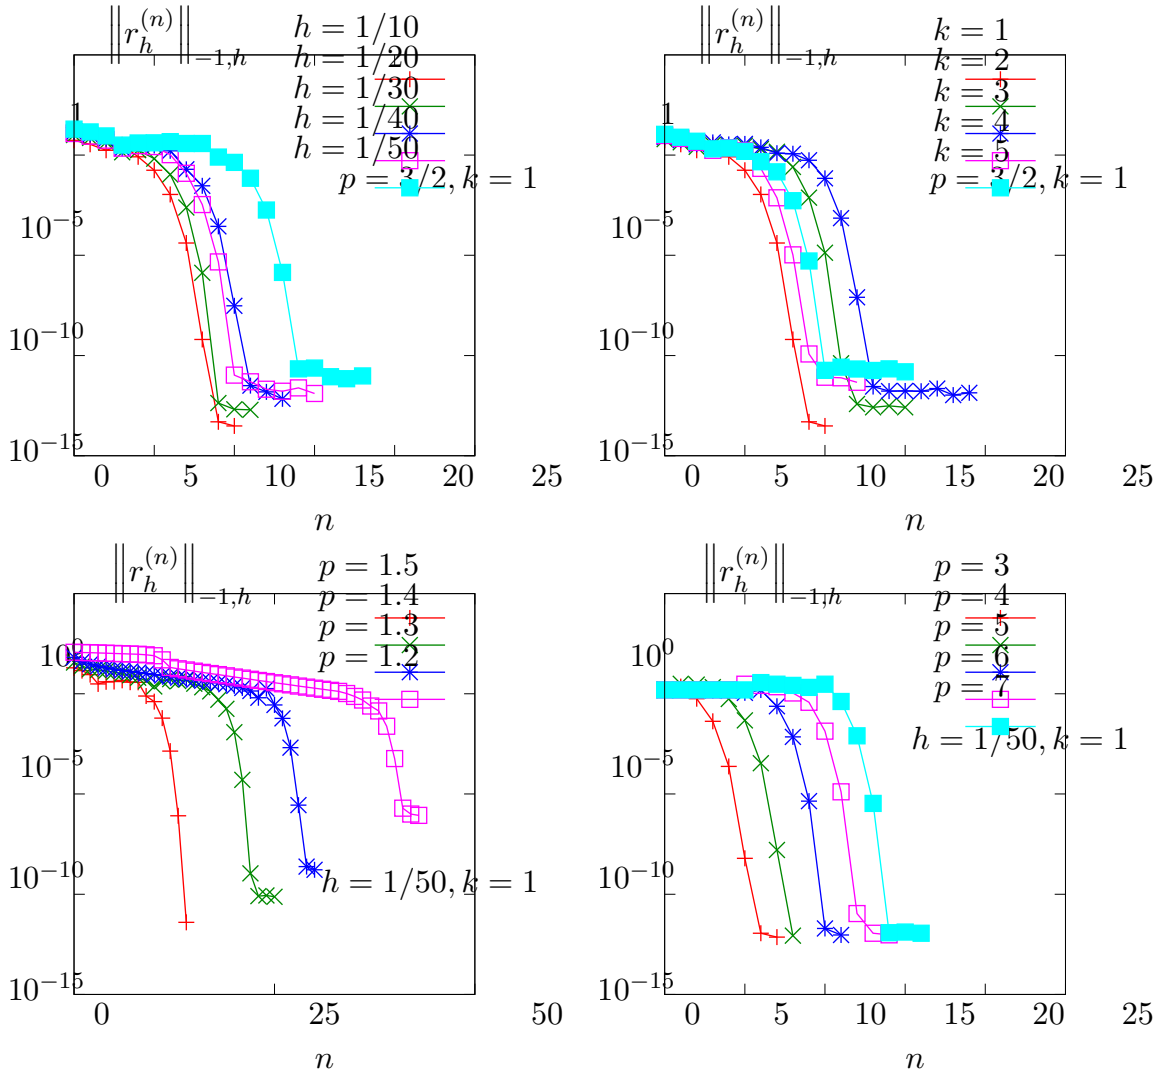 ‖r_h^{(n)}‖_{-1,h}
h = 1/10
h = 1/20
h = 1/30
h = 1/40
h = 1/50
p = 3/2, k = 1
1
10^{-5}
10^{-10}
10^{-15}
0 5 10 15 20 25
n
‖r_h^{(n)}‖_{-1,h}
k = 1
k = 2
k = 3
k = 4
k = 5
p = 3/2, k = 1
1
10^{-5}
10^{-10}
10^{-15}
0 5 10 15 20 25
n
‖r_h^{(n)}‖_{-1,h}
p = 1.5
p = 1.4
p = 1.3
p = 1.2
10^0
10^{-5}
10^{-10}
h = 1/50, k = 1
10^{-15}
0 25 50
n
‖r_h^{(n)}‖_{-1,h}
p = 3
p = 4
p = 5
p = 6
p = 7
10^0
h = 1/50, k = 1
10^{-5}
10^{-10}
10^{-15}
0 5 10 15 20 25
n